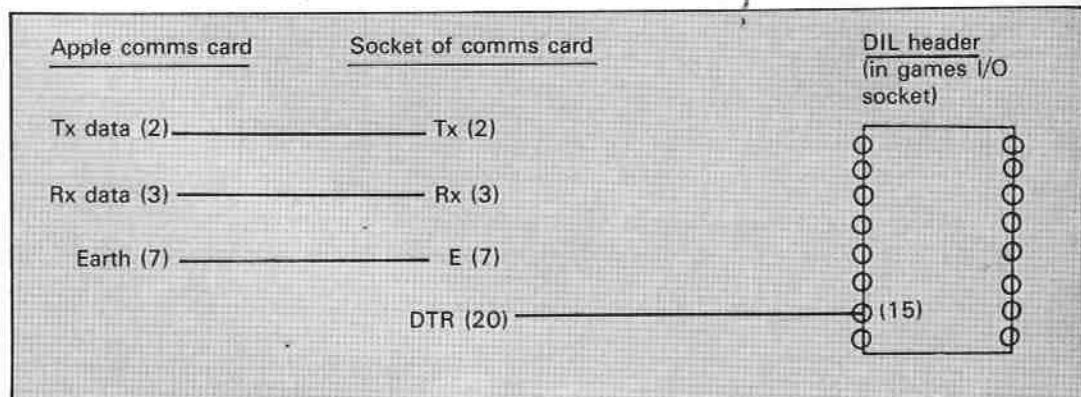 Apple comms card
Socket of comms card
DIL header
(in games I/O
socket)
Tx data (2)
Tx (2)
Rx data (3)
Rx (3)
Earth (7)
E (7)
DTR (20)
(15)